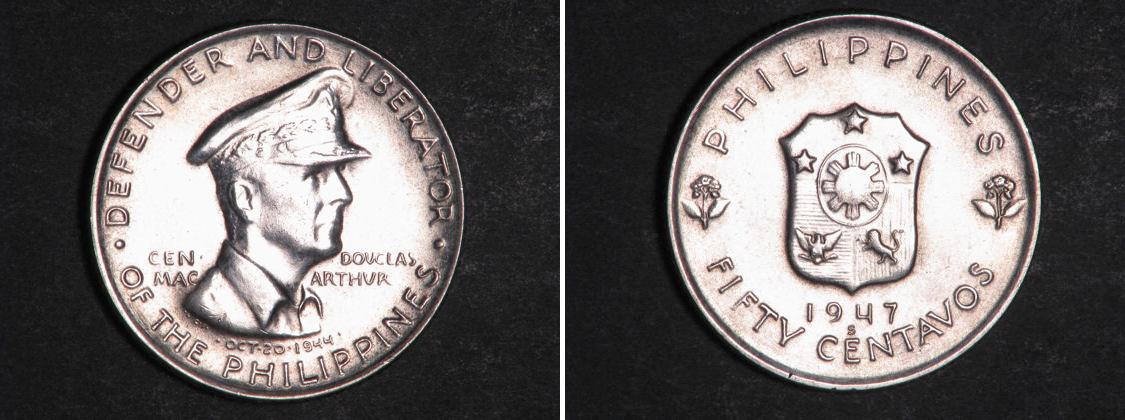 DEFENDER AND LIBERATOR
GEN· DOUGLAS
MAC ARTHUR
·OCT·20·1944·
· OF THE PHILIPPINES ·
PHILIPPINES
1947
S
FIFTY CENTAVOS